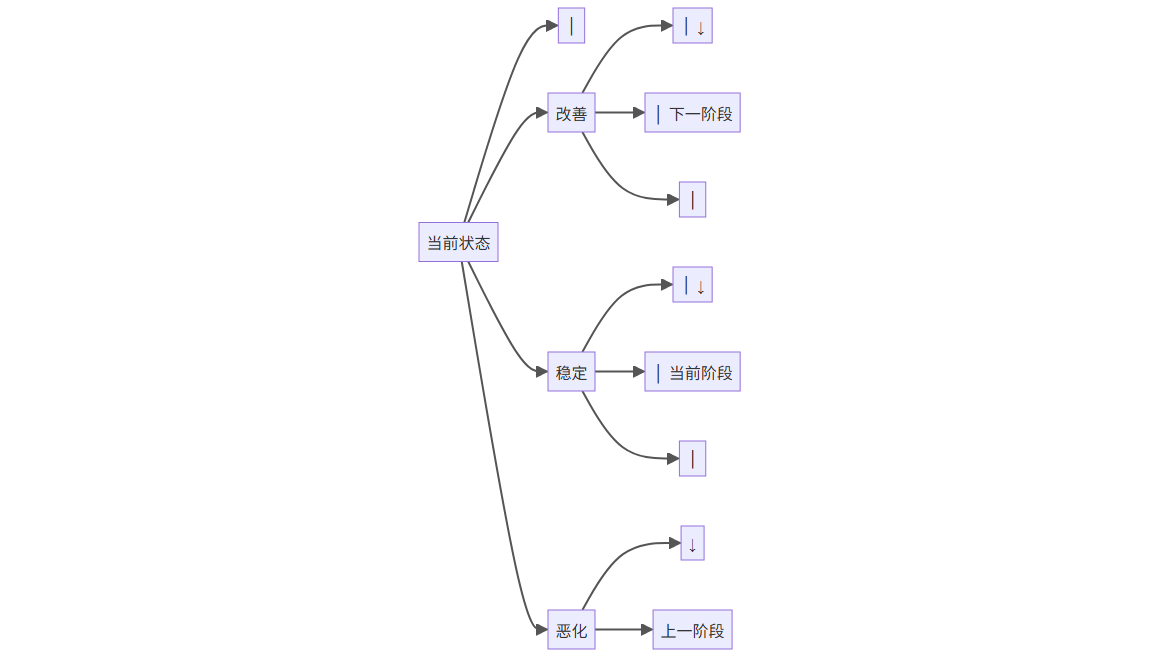 │
│ ↓
改善
│ 下一阶段
│
当前状态
│ ↓
稳定
│ 当前阶段
│
↓
恶化
上一阶段